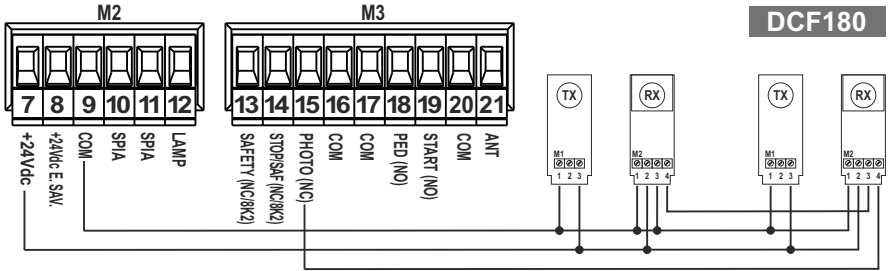 M2
M3
DCF180
7 8 9 10 11 12
13 14 15 16 17 18 19 20 21
+24Vdc
+24Vdc E. SAV.
COM
SPIA
SPIA
LAMP
SAFETY (NC/8K2)
STOP/SAF (NC/8K2)
PHOTO (NC)
COM
COM
PED (NO)
START (NO)
COM
ANT
TX
RX
TX
RX
M1
M2
M1
M2
1 2 3
1 2 3 4
1 2 3
1 2 3 4